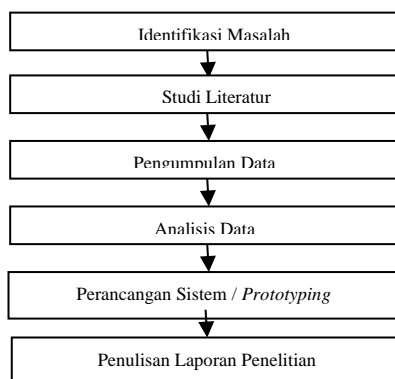 Identifikasi Masalah
Studi Literatur
Pengumpulan Data
Analisis Data
Perancangan Sistem / Prototyping
Penulisan Laporan Penelitian